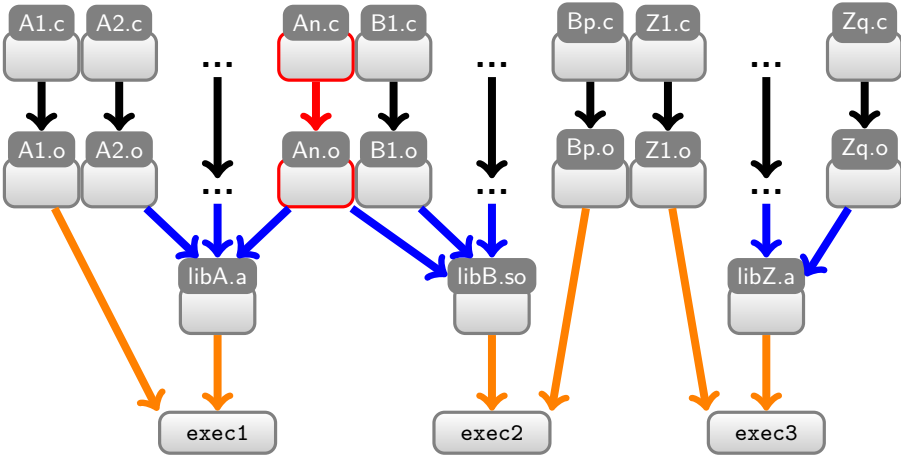 A1.c A2.c An.c B1.c Bp.c Z1.c Zq.c
... ... ...
A1.o A2.o An.o B1.o Bp.o Z1.o Zq.o
... ... ...
libA.a libB.so libZ.a
exec1 exec2 exec3